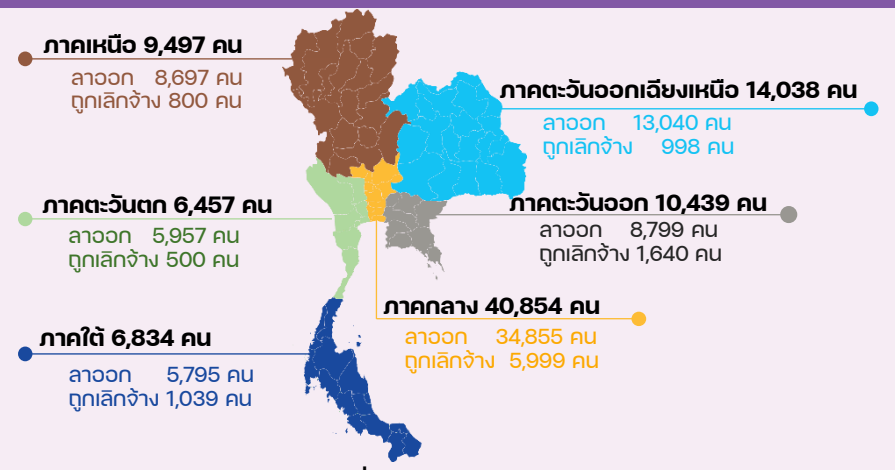 ภาคเหนือ 9,497 คน
ลาออก 8,697 คน
ถูกเลิกจ้าง 800 คน
ภาคตะวันออกเฉียงเหนือ 14,038 คน
ลาออก 13,040 คน
ถูกเลิกจ้าง 998 คน
ภาคตะวันตก 6,457 คน
ลาออก 5,957 คน
ถูกเลิกจ้าง 500 คน
ภาคตะวันออก 10,439 คน
ลาออก 8,799 คน
ถูกเลิกจ้าง 1,640 คน
ภาคกลาง 40,854 คน
ลาออก 34,855 คน
ถูกเลิกจ้าง 5,999 คน
ภาคใต้ 6,834 คน
ลาออก 5,795 คน
ถูกเลิกจ้าง 1,039 คน